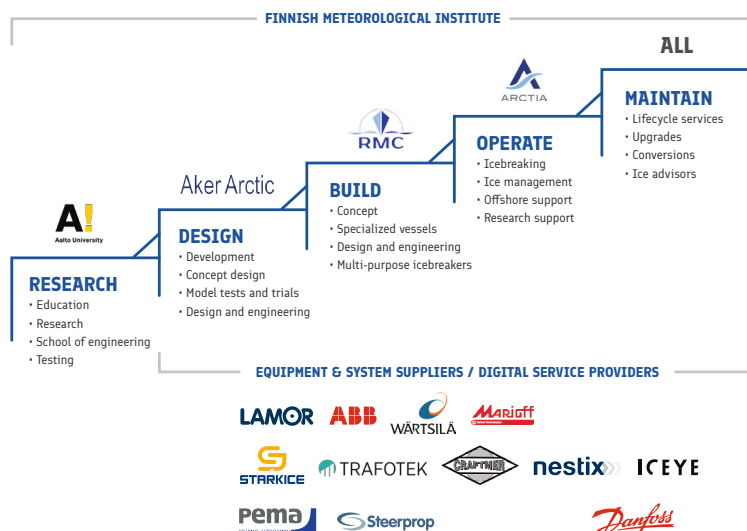 FINNISH METEOROLOGICAL INSTITUTE
ALL
ARCTIA
MAINTAIN
• Lifecycle services
• Upgrades
• Conversions
• Ice advisors
RMC
OPERATE
• Icebreaking
• Ice management
• Offshore support
• Research support
Aker Arctic
BUILD
• Concept
• Specialized vessels
• Design and engineering
• Multi-purpose icebreakers
A!
Aalto University
DESIGN
• Development
• Concept design
• Model tests and trials
• Design and engineering
RESEARCH
• Education
• Research
• School of engineering
• Testing
EQUIPMENT & SYSTEM SUPPLIERS / DIGITAL SERVICE PROVIDERS
LAMOR ABB WÄRTSILÄ MARIOFF
STARKICE TRAFOTEK CRAFTMER nestix ICEYE
pema Steerprop Danfoss